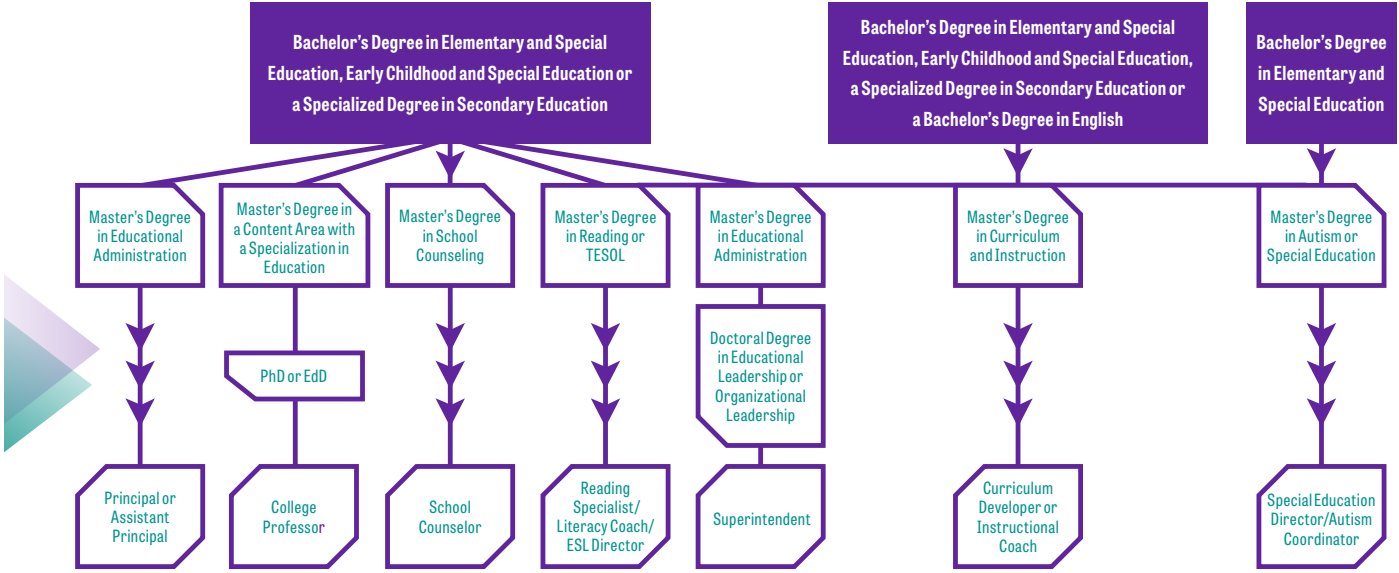 Bachelor’s Degree in Elementary and Special
Education, Early Childhood and Special Education or
a Specialized Degree in Secondary Education
Bachelor’s Degree in Elementary and Special
Education, Early Childhood and Special Education,
a Specialized Degree in Secondary Education or
a Bachelor’s Degree in English
Bachelor’s Degree
in Elementary and
Special Education
Master’s Degree
in Educational
Administration
Master’s Degree in
a Content Area with
a Specialization in
Education
Master’s Degree
in School
Counseling
Master’s Degree
in Reading or
TESOL
Master’s Degree
in Educational
Administration
Master’s Degree
in Curriculum
and Instruction
Master’s Degree
in Autism or
Special Education
PhD or EdD
Doctoral Degree
in Educational
Leadership or
Organizational
Leadership
Principal or
Assistant
Principal
College
Professor
School
Counselor
Reading
Specialist/
Literacy Coach/
ESL Director
Superintendent
Curriculum
Developer or
Instructional
Coach
Special Education
Director/Autism
Coordinator